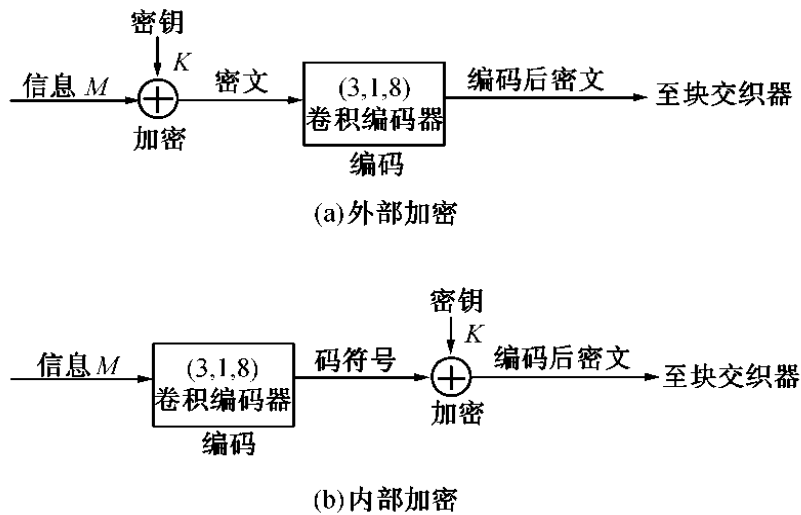 密钥
K
信息 M
密文
(3,1,8)
卷积编码器
编码后密文
至块交织器
加密
编码
(a)外部加密
密钥
K
信息 M
(3,1,8)
卷积编码器
码符号
编码后密文
至块交织器
加密
编码
(b)内部加密